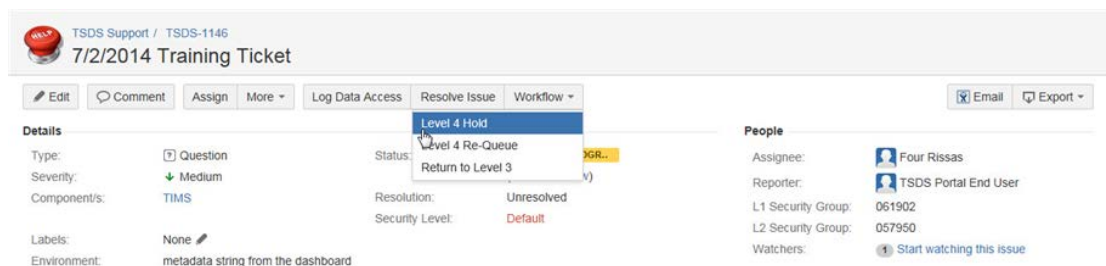 HELP
TSDS Support / TSDS-1146
7/2/2014 Training Ticket
Edit Comment Assign More Log Data Access Resolve Issue Workflow Email Export
Level 4 Hold
Level 4 Re-Queue
Return to Level 3
Details
Type: ? Question
Severity: Medium
Component/s: TIMS
Labels: None
Environment: metadata string from the dashboard
Status: OGR..
Resolution: Unresolved
Security Level: Default
People
Assignee: Four Rissas
Reporter: TSDS Portal End User
L1 Security Group: 061902
L2 Security Group: 057950
Watchers: 1 Start watching this issue